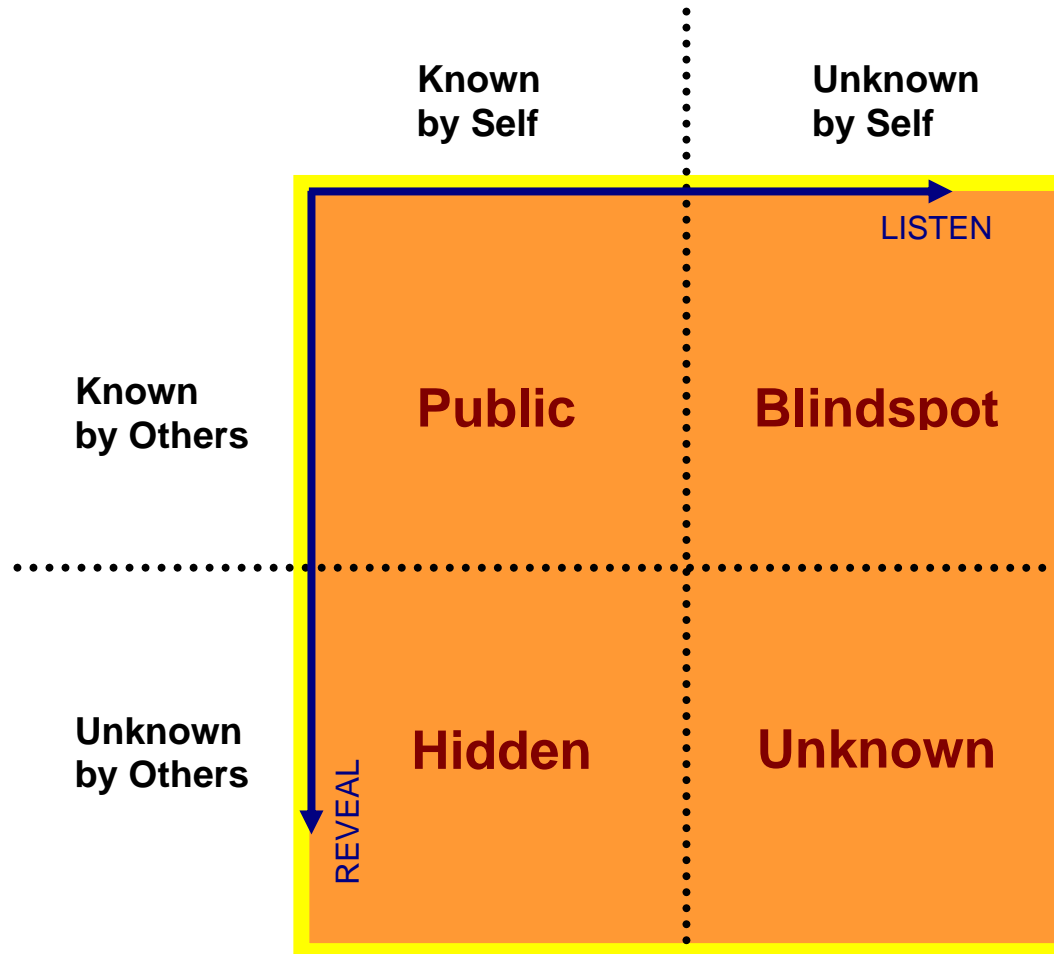 Known
by Self
Unknown
by Self
LISTEN
Known
by Others
Public
Blindspot
Unknown
by Others
Hidden
Unknown
REVEAL